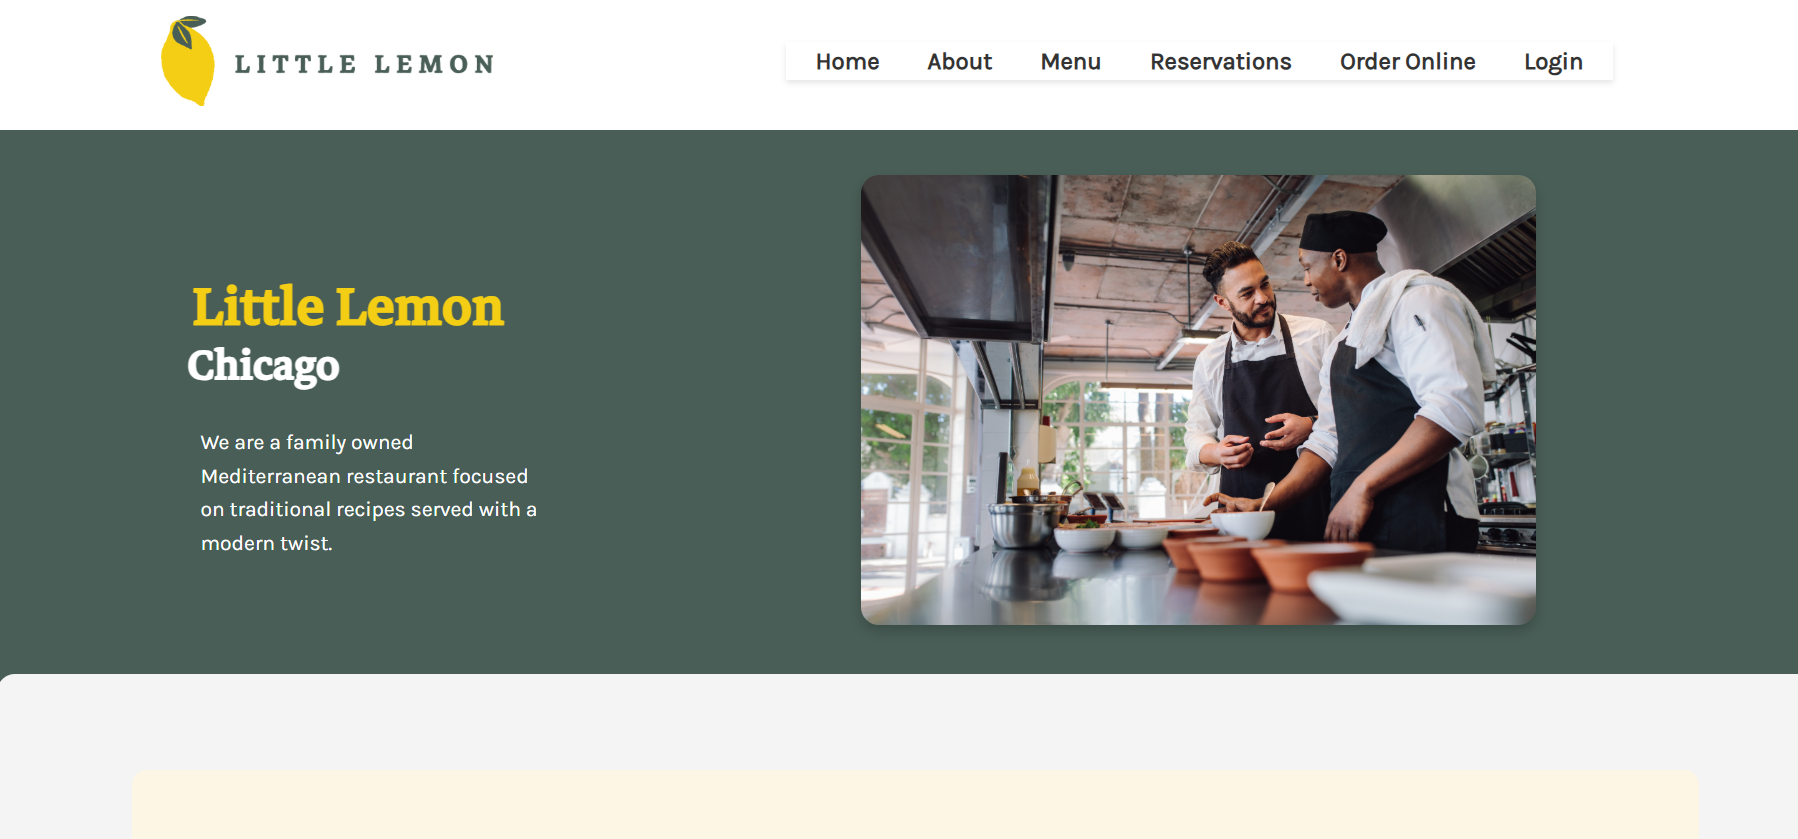 LITTLE LEMON
Home About Menu Reservations Order Online Login
Little Lemon
Chicago
We are a family owned
Mediterranean restaurant focused
on traditional recipes served with a
modern twist.